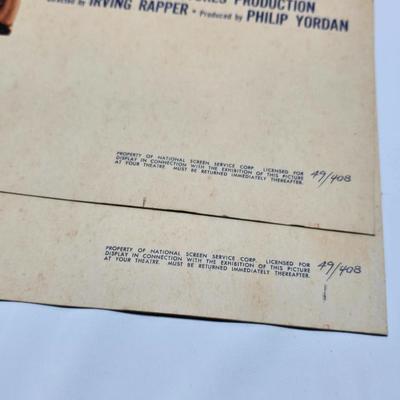 PRODUCTION
Directed by IRVING RAPPER • Produced by PHILIP YORDAN
PROPERTY OF NATIONAL SCREEN SERVICE CORP. LICENSED FOR
DISPLAY IN CONNECTION WITH THE EXHIBITION OF THIS PICTURE
AT YOUR THEATRE. MUST BE RETURNED IMMEDIATELY THEREAFTER.
49/408
PROPERTY OF NATIONAL SCREEN SERVICE CORP. LICENSED FOR
DISPLAY IN CONNECTION WITH THE EXHIBITION OF THIS PICTURE
AT YOUR THEATRE. MUST BE RETURNED IMMEDIATELY THEREAFTER.
49/408